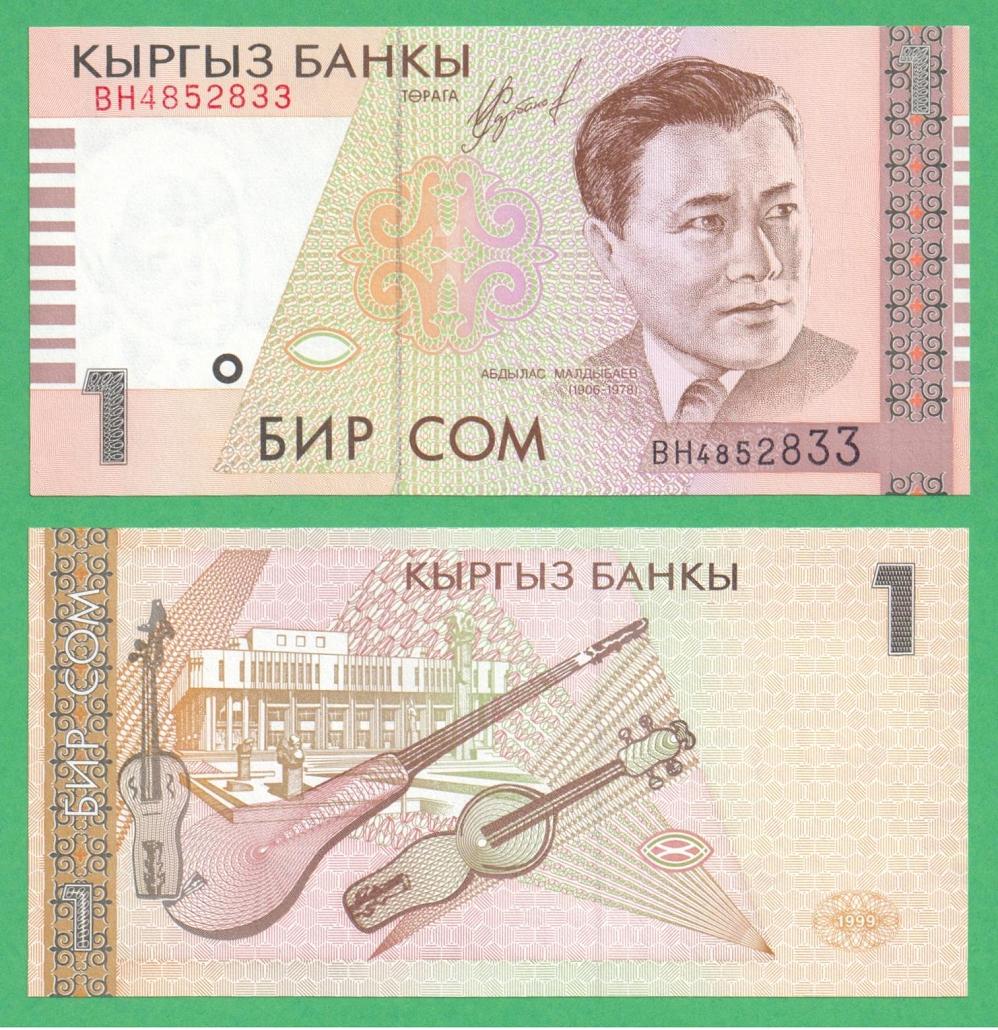 КЫРГЫЗ БАНКЫ
BH4852833
ТӨРАГА
1
АБДЫЛАС МАЛДЫБАЕВ
(1906-1978)
1
БИР СОМ
BH4852833
КЫРГЫЗ БАНКЫ
1
БИР СОМ
1
1999